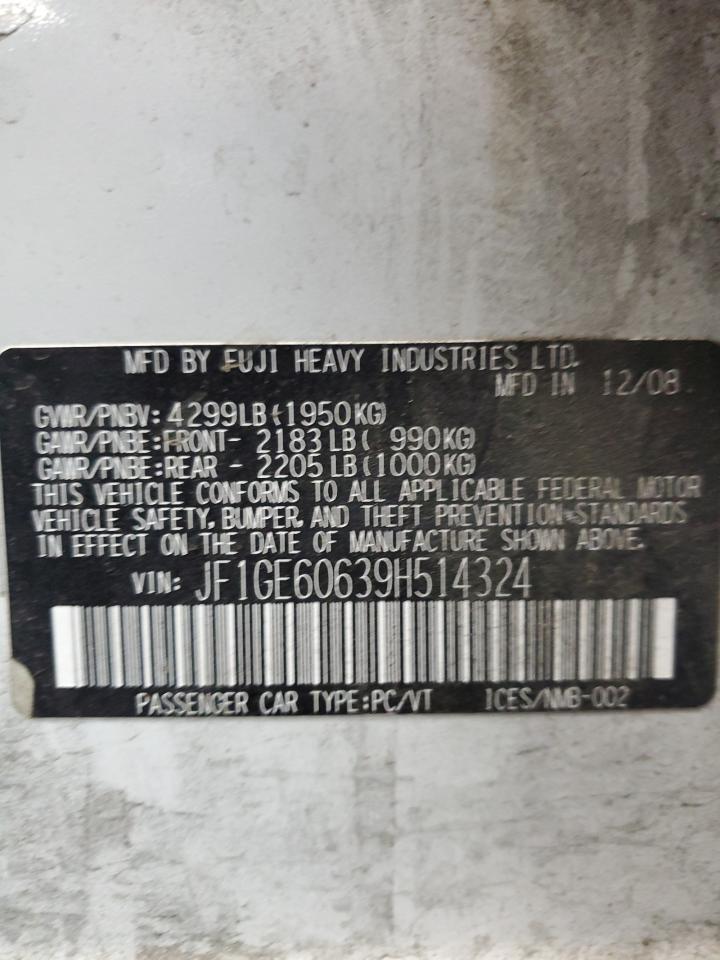 MFD BY FUJI HEAVY INDUSTRIES LTD.
MFD IN 12/08
GVWR/PNBV: 4299LB (1950KG)
GAWR/PNBE:FRONT- 2183 LB ( 990KG)
GAWR/PNBE:REAR - 2205 LB (1000KG)
THIS VEHICLE CONFORMS TO ALL APPLICABLE FEDERAL MOTOR
VEHICLE SAFETY, BUMPER, AND THEFT PREVENTION STANDARDS
IN EFFECT ON THE DATE OF MANUFACTURE SHOWN ABOVE.
VIN: JF1GE60639H514324
PASSENGER CAR TYPE:PC/VT ICES/NMB-002